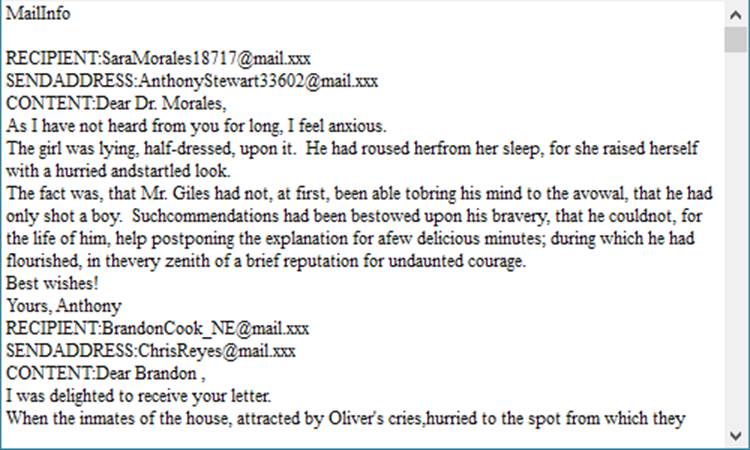 MailInfo
RECIPIENT:SaraMorales18717@mail.xxx
SENDADDRESS:AnthonyStewart33602@mail.xxx
CONTENT:Dear Dr. Morales,
As I have not heard from you for long, I feel anxious.
The girl was lying, half-dressed, upon it.  He had roused herfrom her sleep, for she raised herself
with a hurried andstartled look.
The fact was, that Mr. Giles had not, at first, been able tobring his mind to the avowal, that he had
only shot a boy.  Suchcommendations had been bestowed upon his bravery, that he couldnot, for
the life of him, help postponing the explanation for afew delicious minutes; during which he had
flourished, in thevery zenith of a brief reputation for undaunted courage.
Best wishes!
Yours, Anthony
RECIPIENT:BrandonCook_NE@mail.xxx
SENDADDRESS:ChrisReyes@mail.xxx
CONTENT:Dear Brandon ,
I was delighted to receive your letter.
When the inmates of the house, attracted by Oliver's cries,hurried to the spot from which they